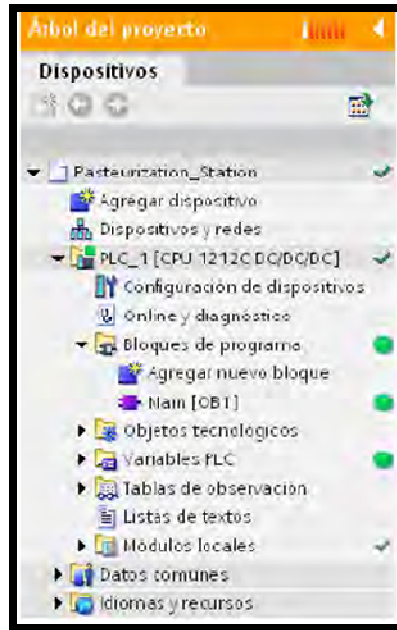 Árbol del proyecto
Dispositivos
Pasteurization_Station
Agregar dispositivo
Dispositivos y redes
PLC_1 [CPU 1212C DC/DC/DC]
Configuración de dispositivos
Online y diagnóstico
Bloques de programa
Agregar nuevo bloque
Main [OB1]
Objetos tecnológicos
Variables PLC
Tablas de observación
Listas de textos
Módulos locales
Datos comunes
Idiomas y recursos